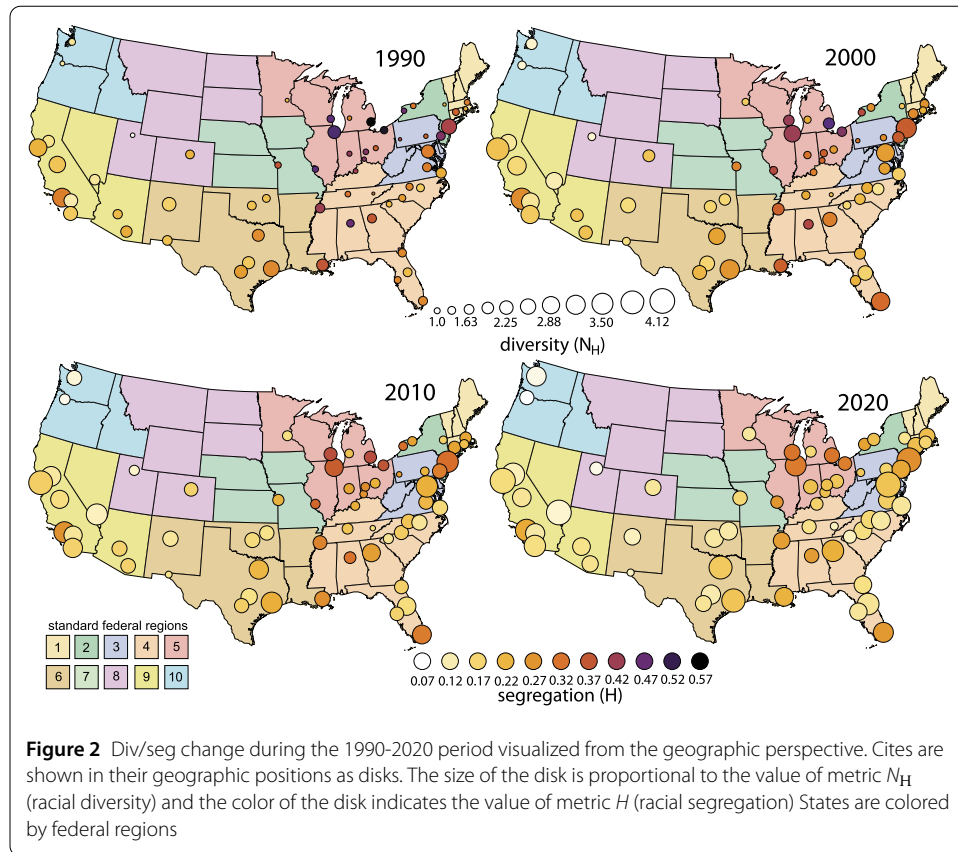 1990
2000
1.0 1.63 2.25 2.88 3.50 4.12
diversity (NH)
2010
2020
standard federal regions
1 2 3 4 5
6 7 8 9 10
0.07 0.12 0.17 0.22 0.27 0.32 0.37 0.42 0.47 0.52 0.57
segregation (H)
Figure 2 Div/seg change during the 1990-2020 period visualized from the geographic perspective. Cites are
shown in their geographic positions as disks. The size of the disk is proportional to the value of metric NH
(racial diversity) and the color of the disk indicates the value of metric H (racial segregation) States are colored
by federal regions